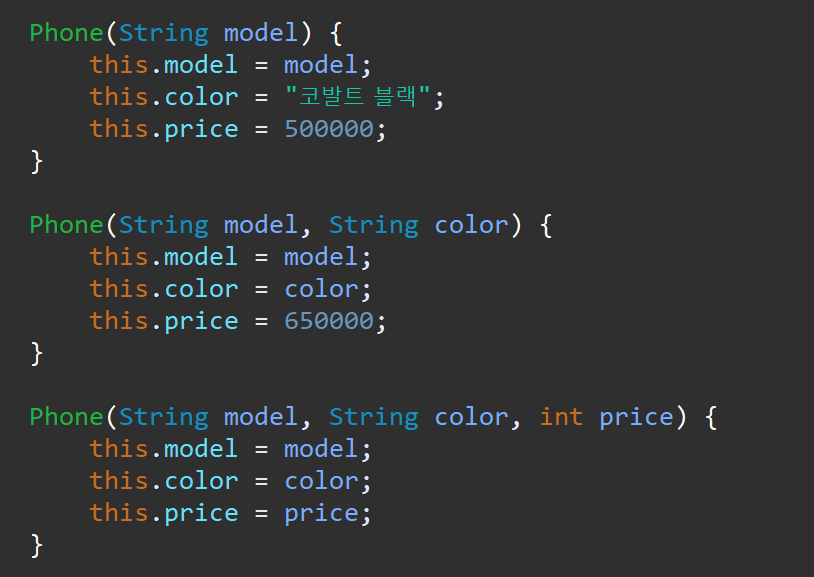 Phone(String model) {
    this.model = model;
    this.color = "코발트 블랙";
    this.price = 500000;
}

Phone(String model, String color) {
    this.model = model;
    this.color = color;
    this.price = 650000;
}

Phone(String model, String color, int price) {
    this.model = model;
    this.color = color;
    this.price = price;
}